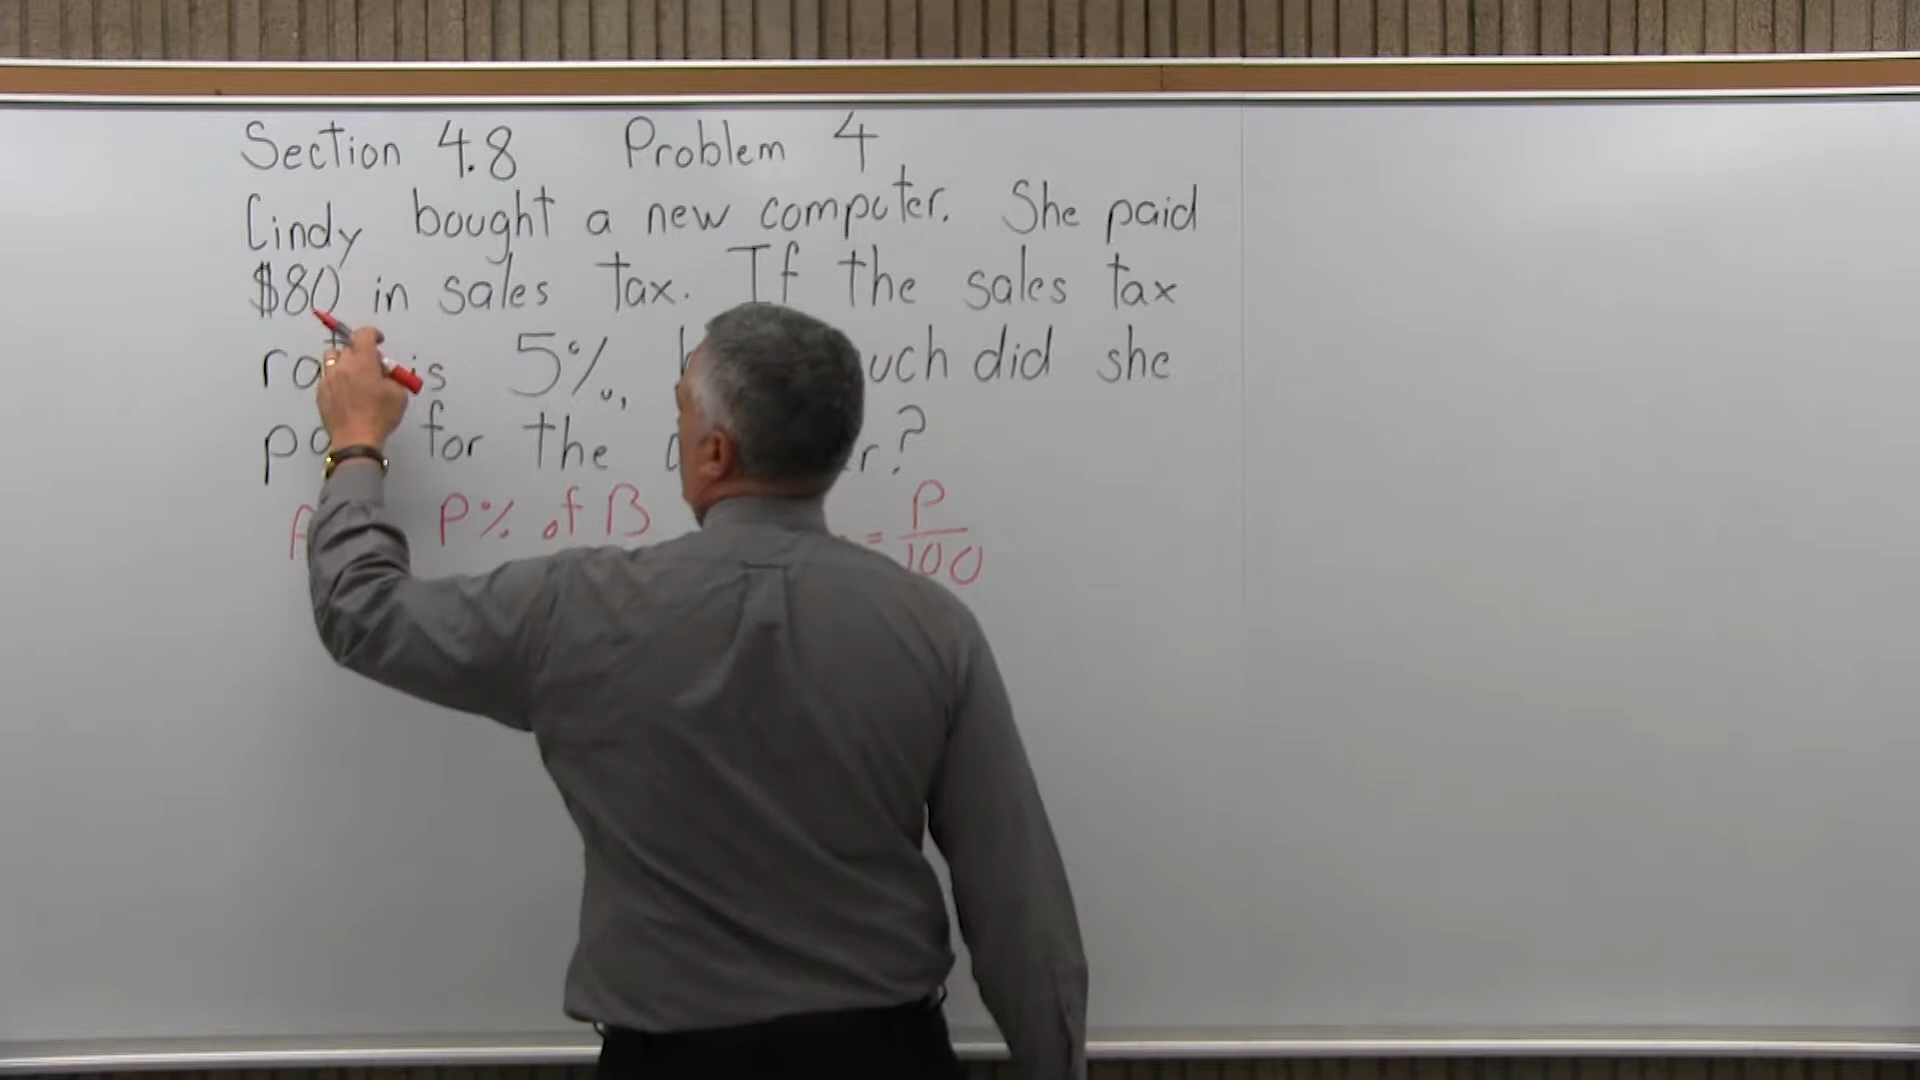 Section 4.8 Problem 4
Cindy bought a new computer. She paid
$80 in sales tax. If the sales tax
is 5%, did she
for the
P% of B = P/100